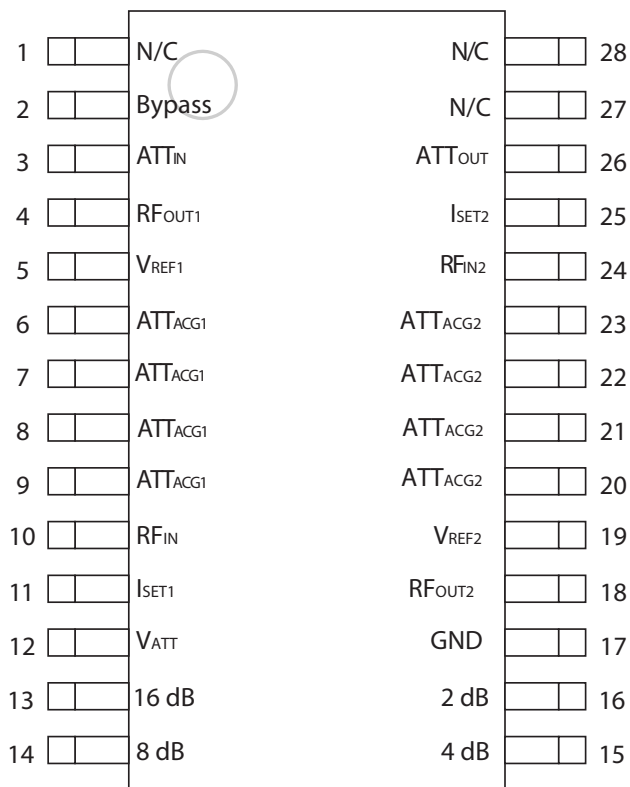 1 N/C N/C 28
2 Bypass N/C 27
3 ATTIN ATTOUT 26
4 RFOUT1 ISET2 25
5 VREF1 RFIN2 24
6 ATTACG1 ATTACG2 23
7 ATTACG1 ATTACG2 22
8 ATTACG1 ATTACG2 21
9 ATTACG1 ATTACG2 20
10 RFIN VREF2 19
11 ISET1 RFOUT2 18
12 VATT GND 17
13 16 dB 2 dB 16
14 8 dB 4 dB 15